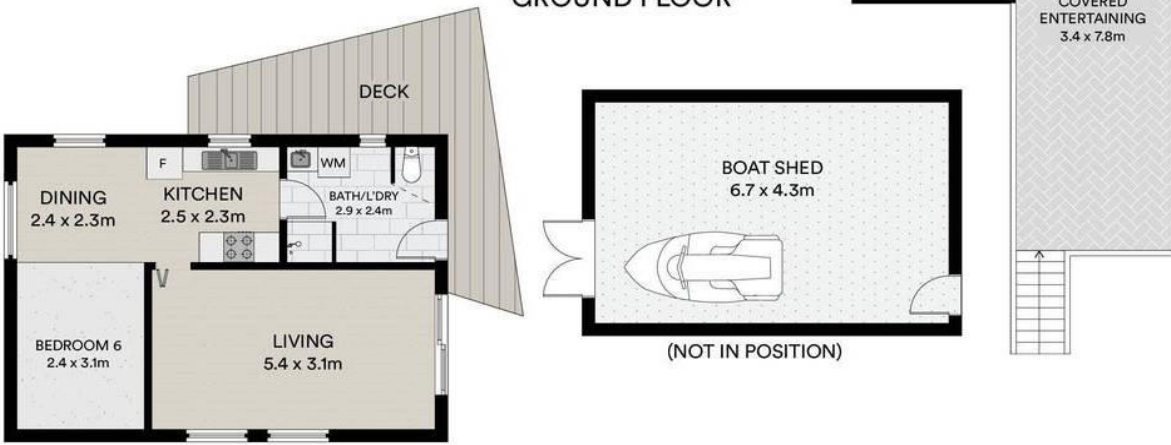 GROUND FLOOR
COVERED
ENTERTAINING
3.4 x 7.8m
DECK
F
WM
DINING
2.4 x 2.3m
KITCHEN
2.5 x 2.3m
BATH/L'DRY
2.9 x 2.4m
BOAT SHED
6.7 x 4.3m
BEDROOM 6
2.4 x 3.1m
LIVING
5.4 x 3.1m
(NOT IN POSITION)